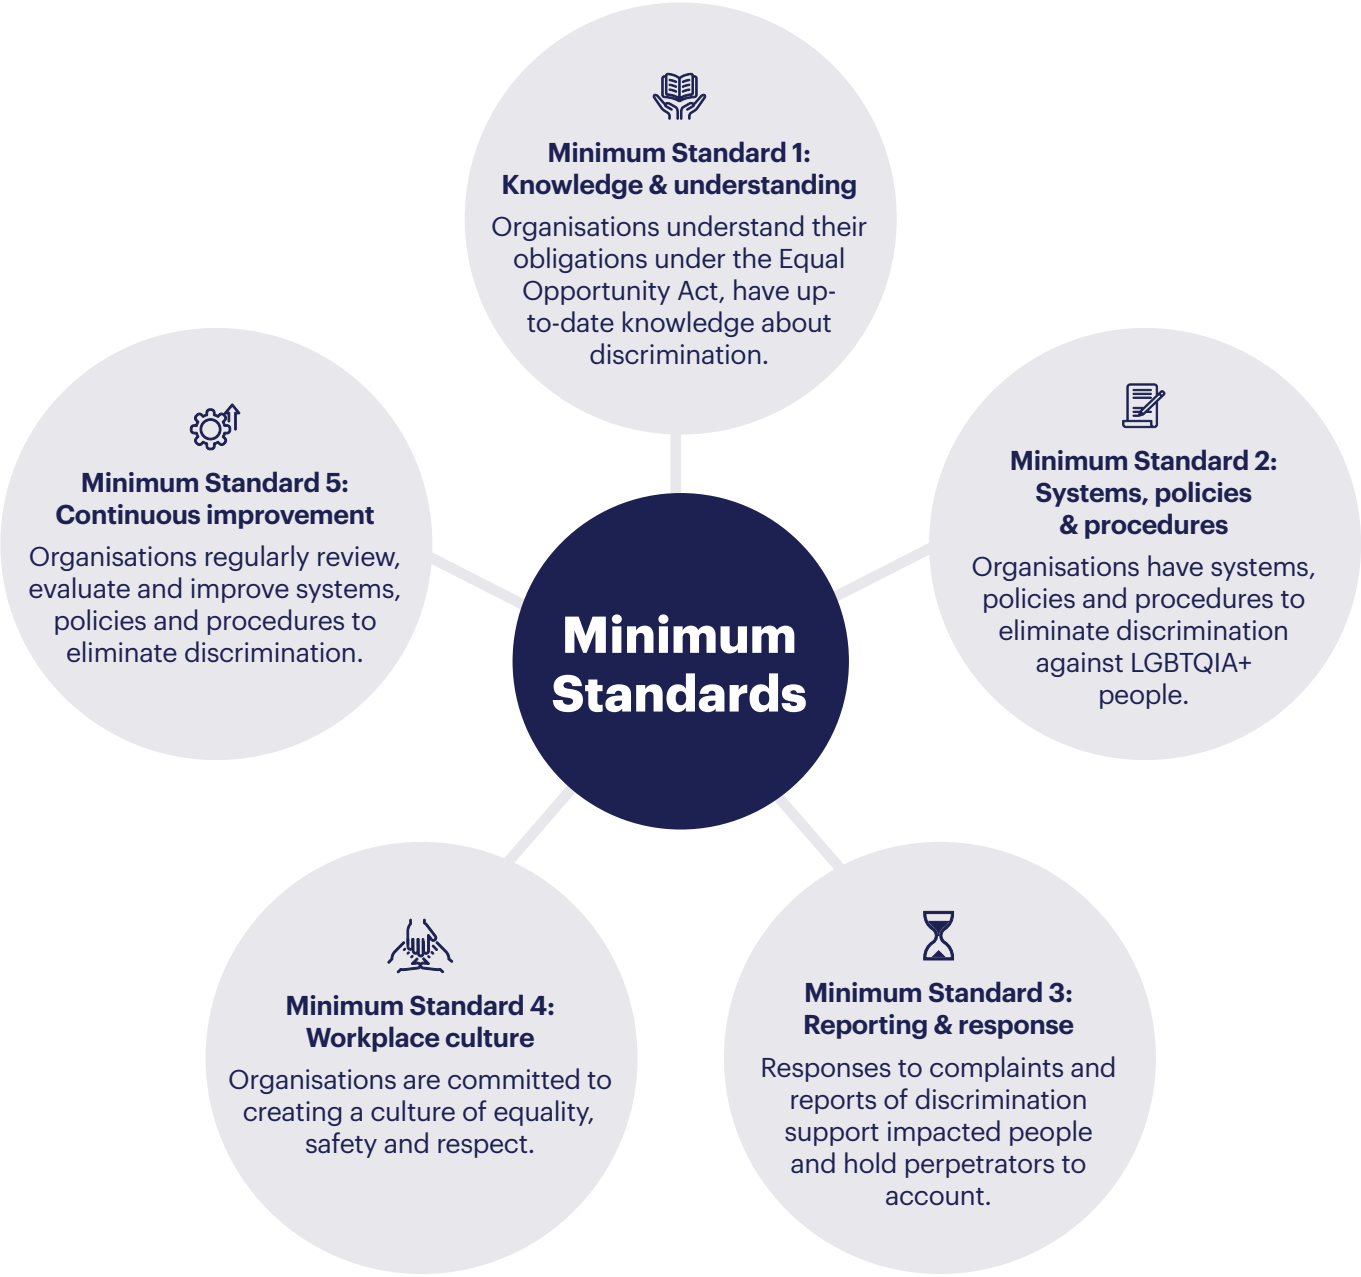 Minimum Standard 1:
Knowledge & understanding
Organisations understand their
obligations under the Equal
Opportunity Act, have up-
to-date knowledge about
discrimination.
Minimum Standard 2:
Systems, policies
& procedures
Organisations have systems,
policies and procedures to
eliminate discrimination
against LGBTQIA+
people.
Minimum Standard 3:
Reporting & response
Responses to complaints and
reports of discrimination
support impacted people
and hold perpetrators to
account.
Minimum Standard 4:
Workplace culture
Organisations are committed to
creating a culture of equality,
safety and respect.
Minimum Standard 5:
Continuous improvement
Organisations regularly review,
evaluate and improve systems,
policies and procedures to
eliminate discrimination.
Minimum
Standards